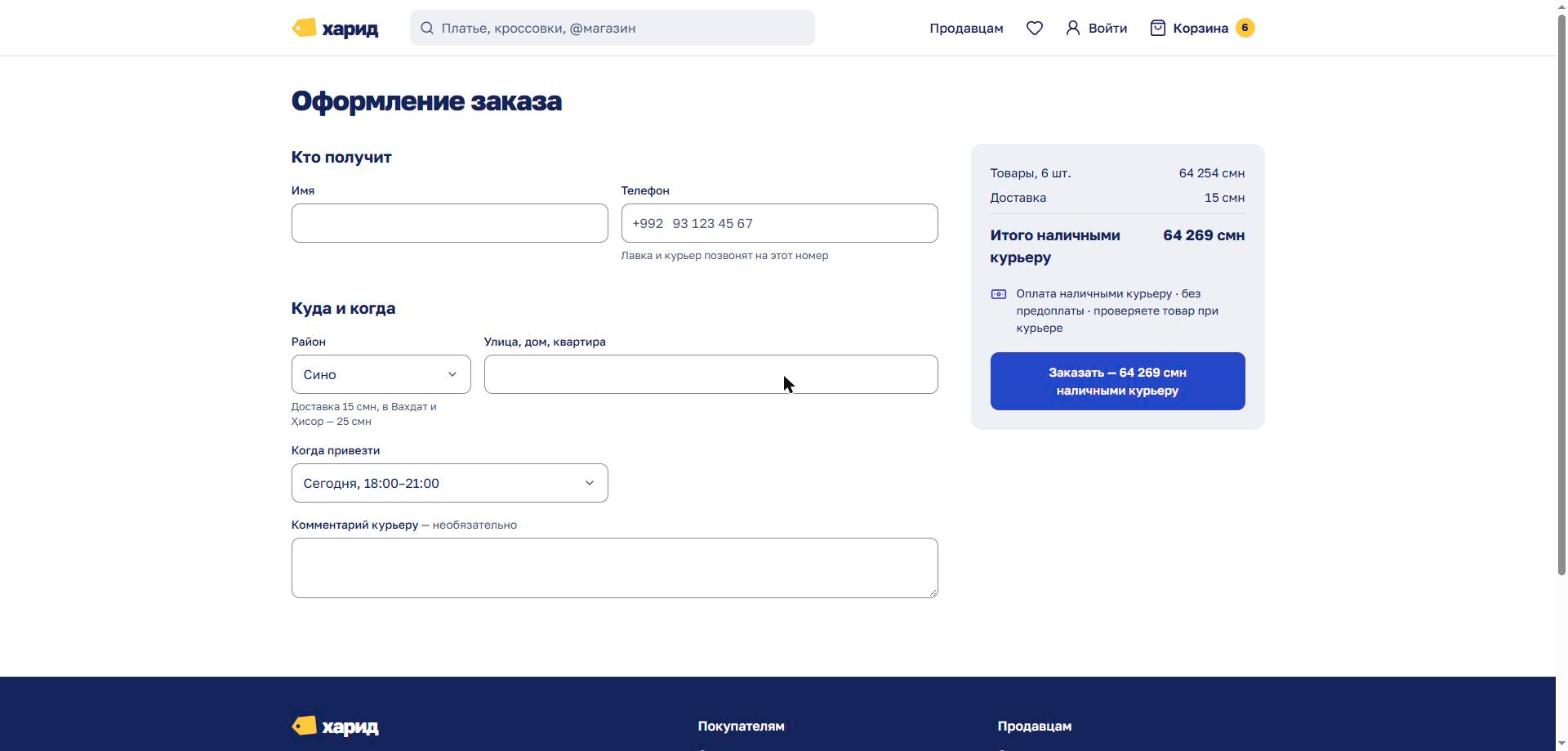 харид
Платье, кроссовки, @магазин
Продавцам
Войти
Корзина 6
Оформление заказа
Кто получит
Имя
Телефон
+992 93 123 45 67
Лавка и курьер позвонят на этот номер
Куда и когда
Район
Улица, дом, квартира
Сино
Доставка 15 смн, в Вахдат и
Ҳисор — 25 смн
Когда привезти
Сегодня, 18:00–21:00
Комментарий курьеру — необязательно
Товары, 6 шт. 64 254 смн
Доставка 15 смн
Итого наличными 64 269 смн
курьеру
Оплата наличными курьеру · без
предоплаты · проверяете товар при
курьере
Заказать — 64 269 смн
наличными курьеру
харид
Покупателям
Продавцам